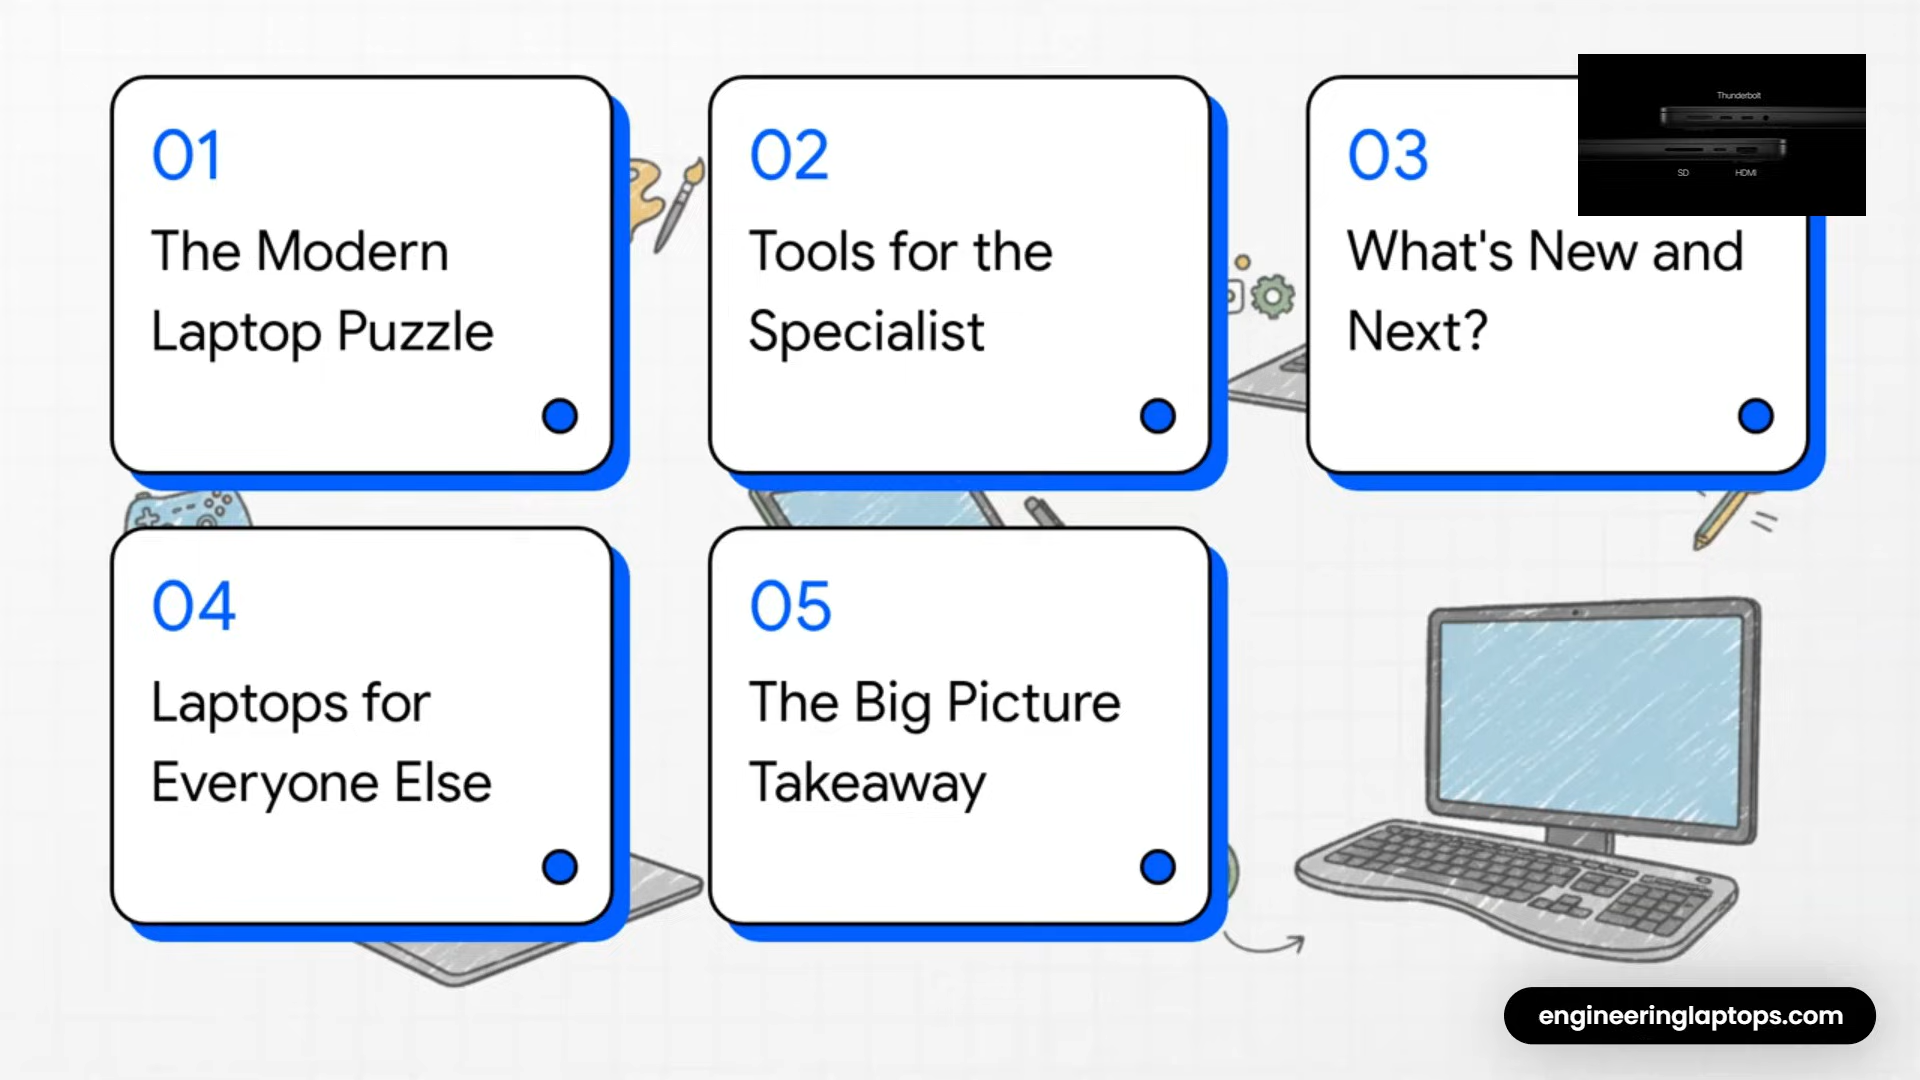 01
The Modern
Laptop Puzzle
02
Tools for the
Specialist
03
What's New and
Next?
Thunderbolt
SD
HDMI
04
Laptops for
Everyone Else
05
The Big Picture
Takeaway
engineeringlaptops.com